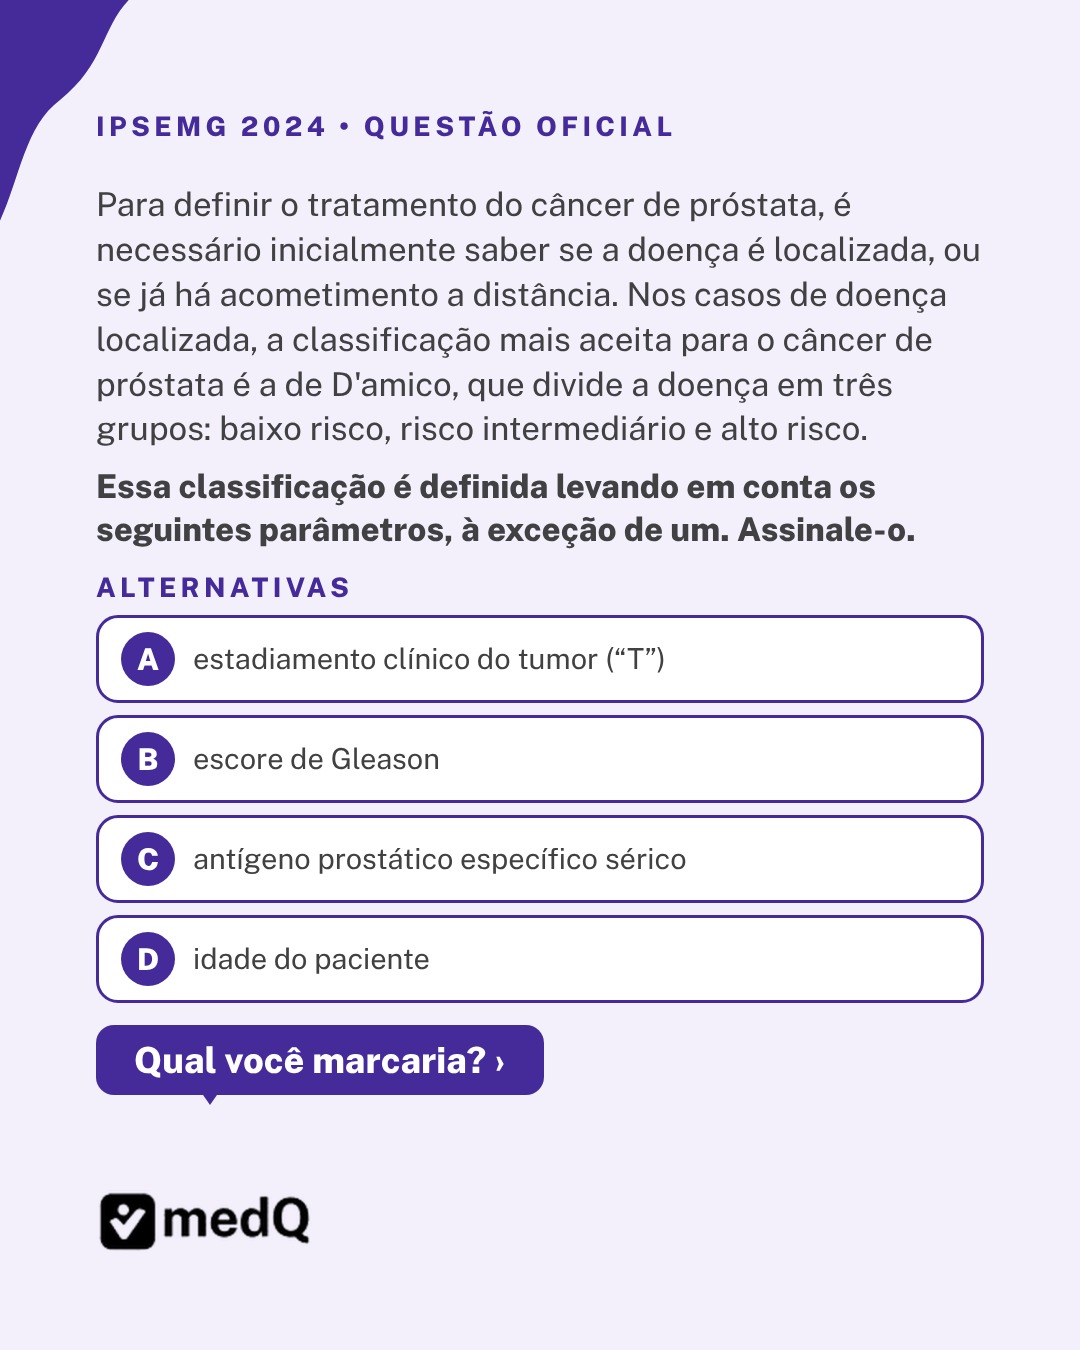 IPSEMG 2024 • QUESTÃO OFICIAL
Para definir o tratamento do câncer de próstata, é
necessário inicialmente saber se a doença é localizada, ou
se já há acometimento a distância. Nos casos de doença
localizada, a classificação mais aceita para o câncer de
próstata é a de D'amico, que divide a doença em três
grupos: baixo risco, risco intermediário e alto risco.
Essa classificação é definida levando em conta os
seguintes parâmetros, à exceção de um. Assinale-o.
ALTERNATIVAS
A estadiamento clínico do tumor (“T”)
B escore de Gleason
C antígeno prostático específico sérico
D idade do paciente
Qual você marcaria? ›
medQ